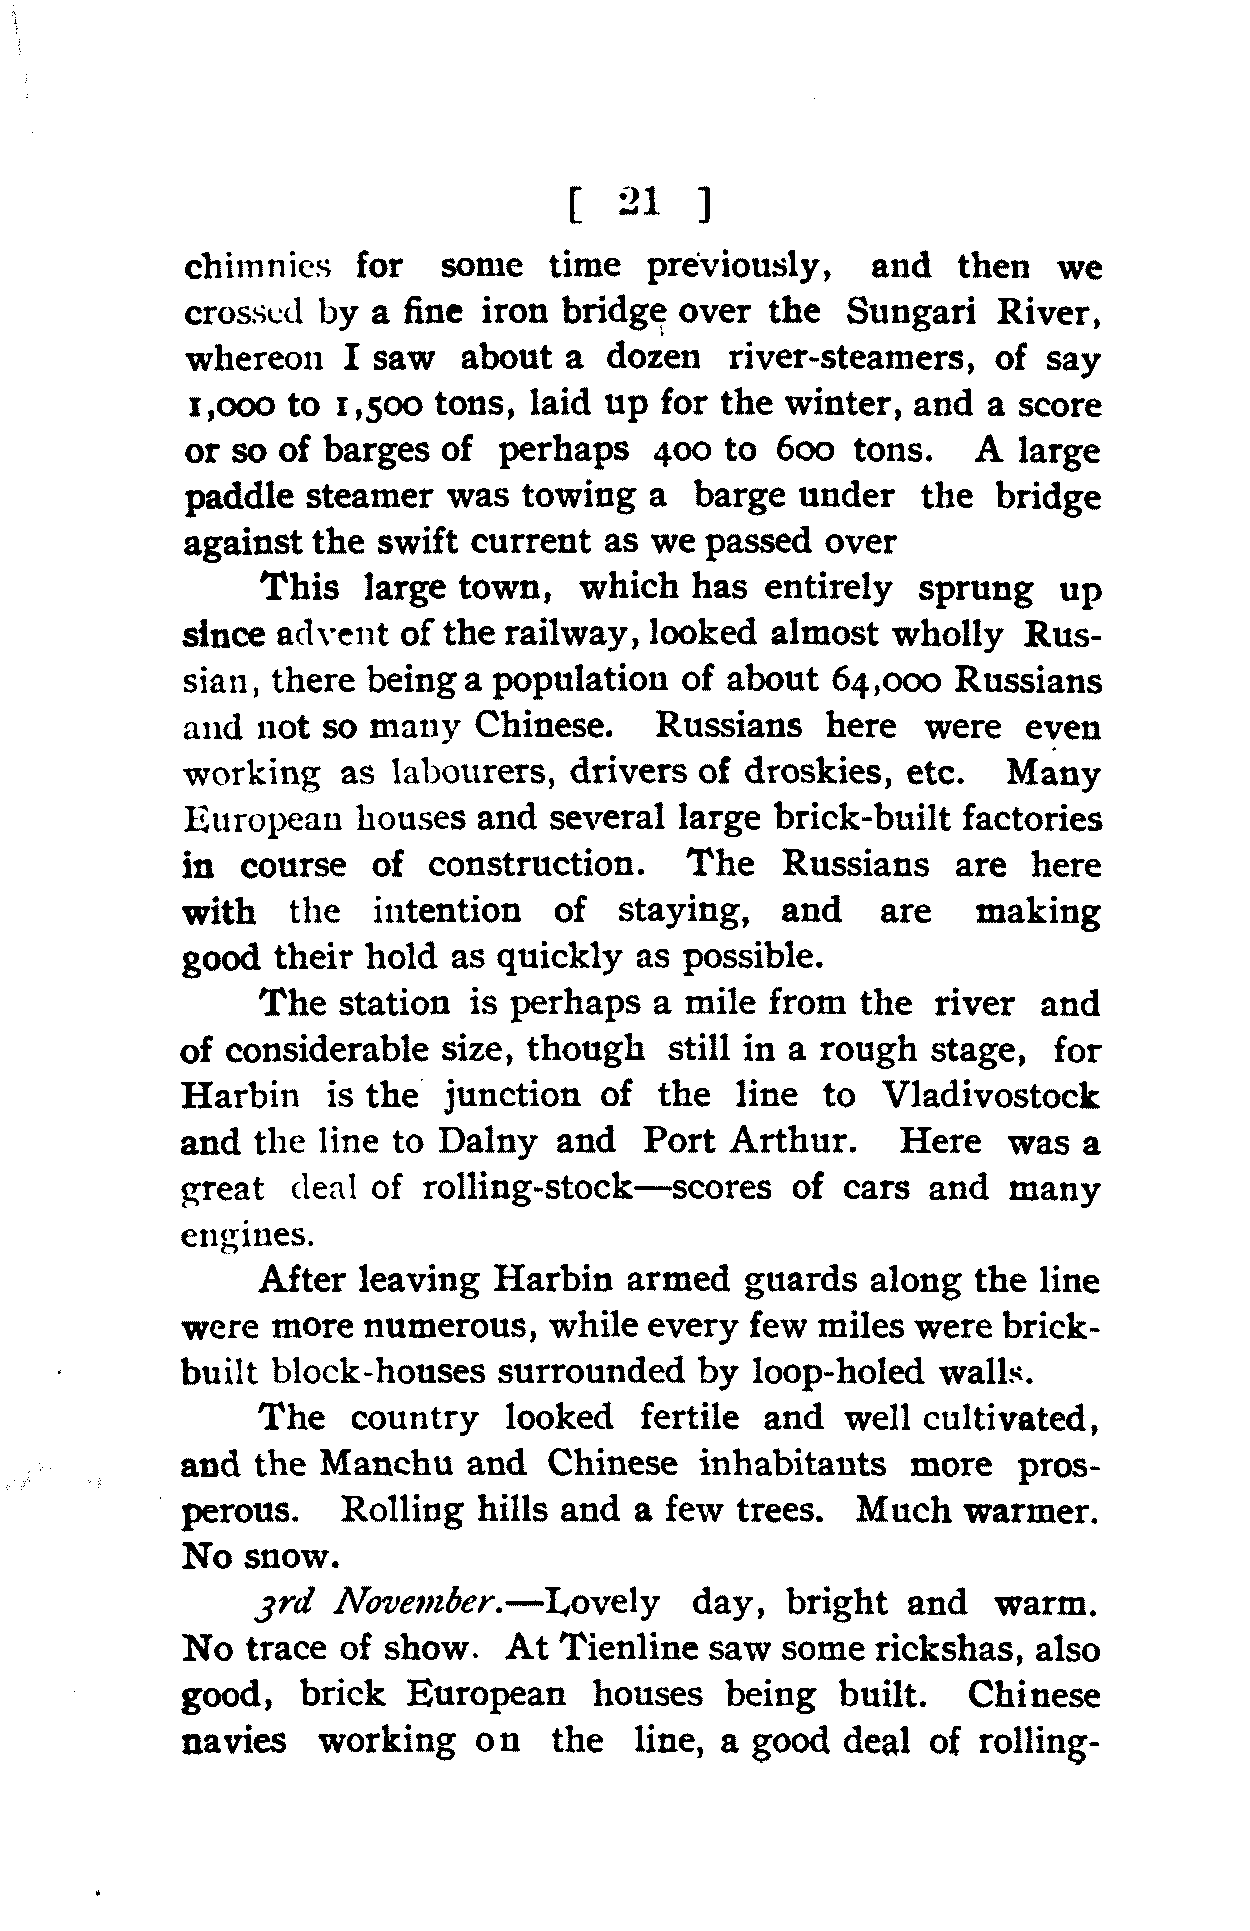 [ 21 ]
chimnies for some time previously, and then we
crossed by a fine iron bridge over the Sungari River,
whereon I saw about a dozen river-steamers, of say
1,000 to 1,500 tons, laid up for the winter, and a score
or so of barges of perhaps 400 to 600 tons. A large
paddle steamer was towing a barge under the bridge
against the swift current as we passed over
This large town, which has entirely sprung up
since advent of the railway, looked almost wholly Rus-
sian, there being a population of about 64,000 Russians
and not so many Chinese. Russians here were even
working as labourers, drivers of droskies, etc. Many
European houses and several large brick-built factories
in course of construction. The Russians are here
with the intention of staying, and are making
good their hold as quickly as possible.
The station is perhaps a mile from the river and
of considerable size, though still in a rough stage, for
Harbin is the junction of the line to Vladivostock
and the line to Dalny and Port Arthur. Here was a
great deal of rolling-stock—scores of cars and many
engines.
After leaving Harbin armed guards along the line
were more numerous, while every few miles were brick-
built block-houses surrounded by loop-holed walls.
The country looked fertile and well cultivated,
and the Manchu and Chinese inhabitants more pros-
perous. Rolling hills and a few trees. Much warmer.
No snow.
3rd November.—Lovely day, bright and warm.
No trace of show. At Tienline saw some rickshas, also
good, brick European houses being built. Chinese
navies working on the line, a good deal of rolling-